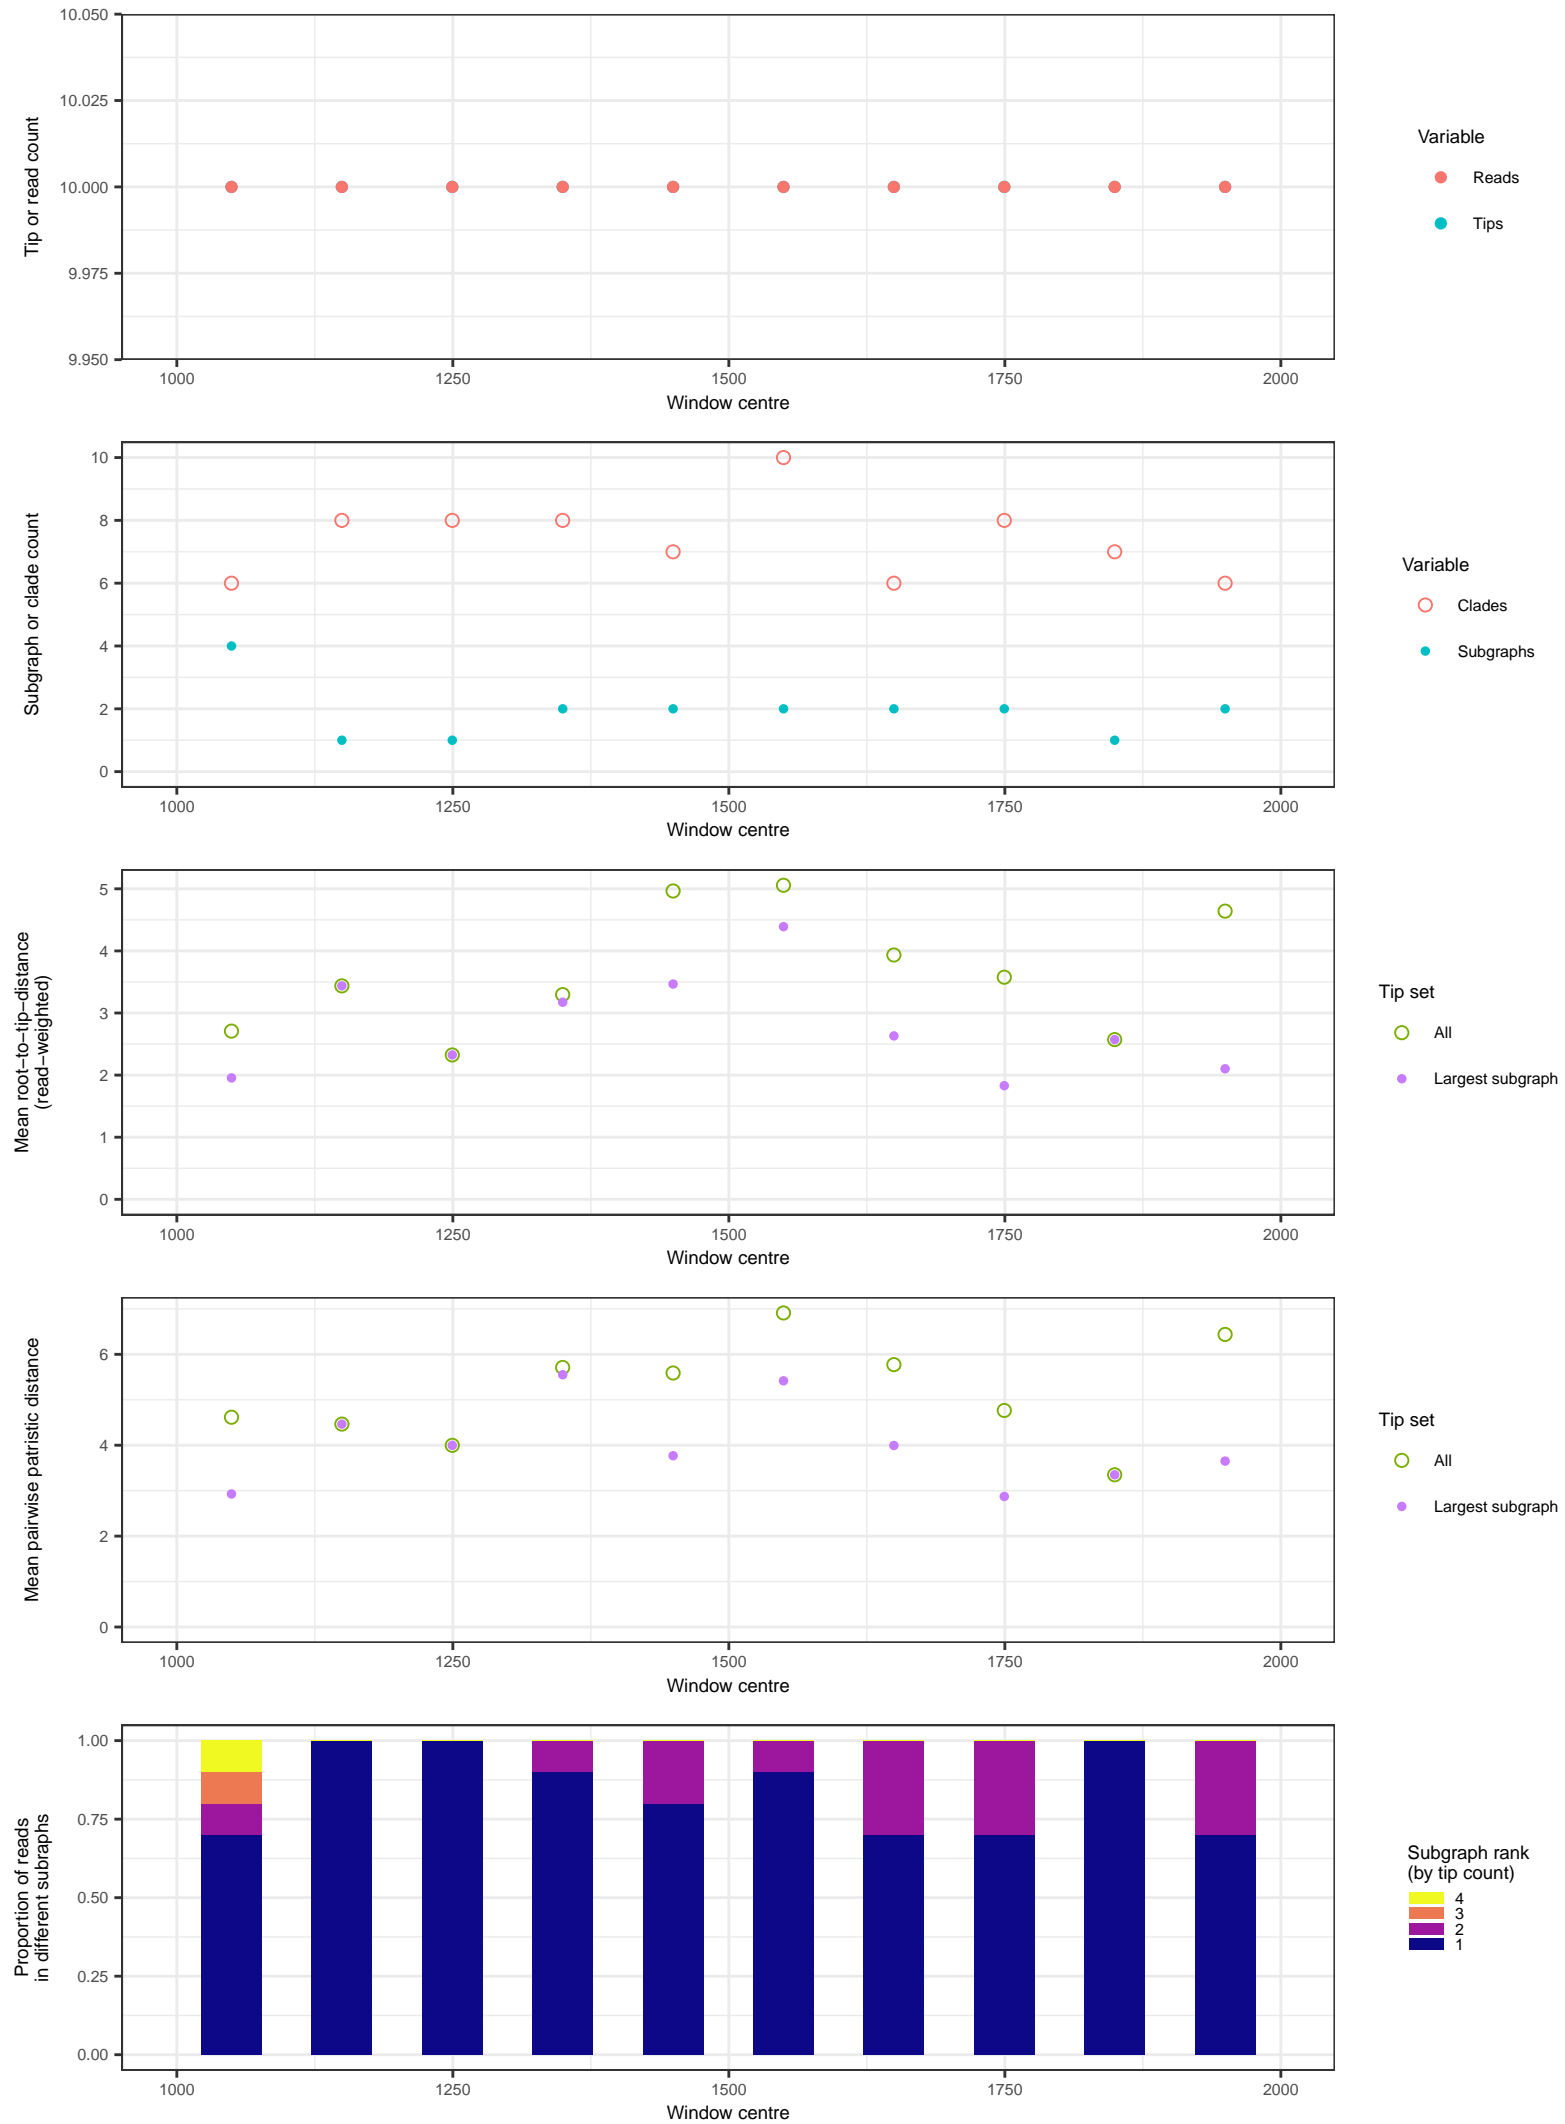 10.050
10.025
10.000
9.975
9.950
Tip or read count
1000 1250 1500 1750 2000
Window centre
Variable
Reads
Tips
10
8
6
4
2
0
Subgraph or clade count
1000 1250 1500 1750 2000
Window centre
Variable
Clades
Subgraphs
5
4
3
2
1
0
Mean root−to−tip−distance
(read−weighted)
1000 1250 1500 1750 2000
Window centre
Tip set
All
Largest subgraph
6
4
2
0
Mean pairwise patristic distance
1000 1250 1500 1750 2000
Window centre
Tip set
All
Largest subgraph
1.00
0.75
0.50
0.25
0.00
Proportion of reads
in different subraphs
1000 1250 1500 1750 2000
Window centre
Subgraph rank
(by tip count)
4
3
2
1